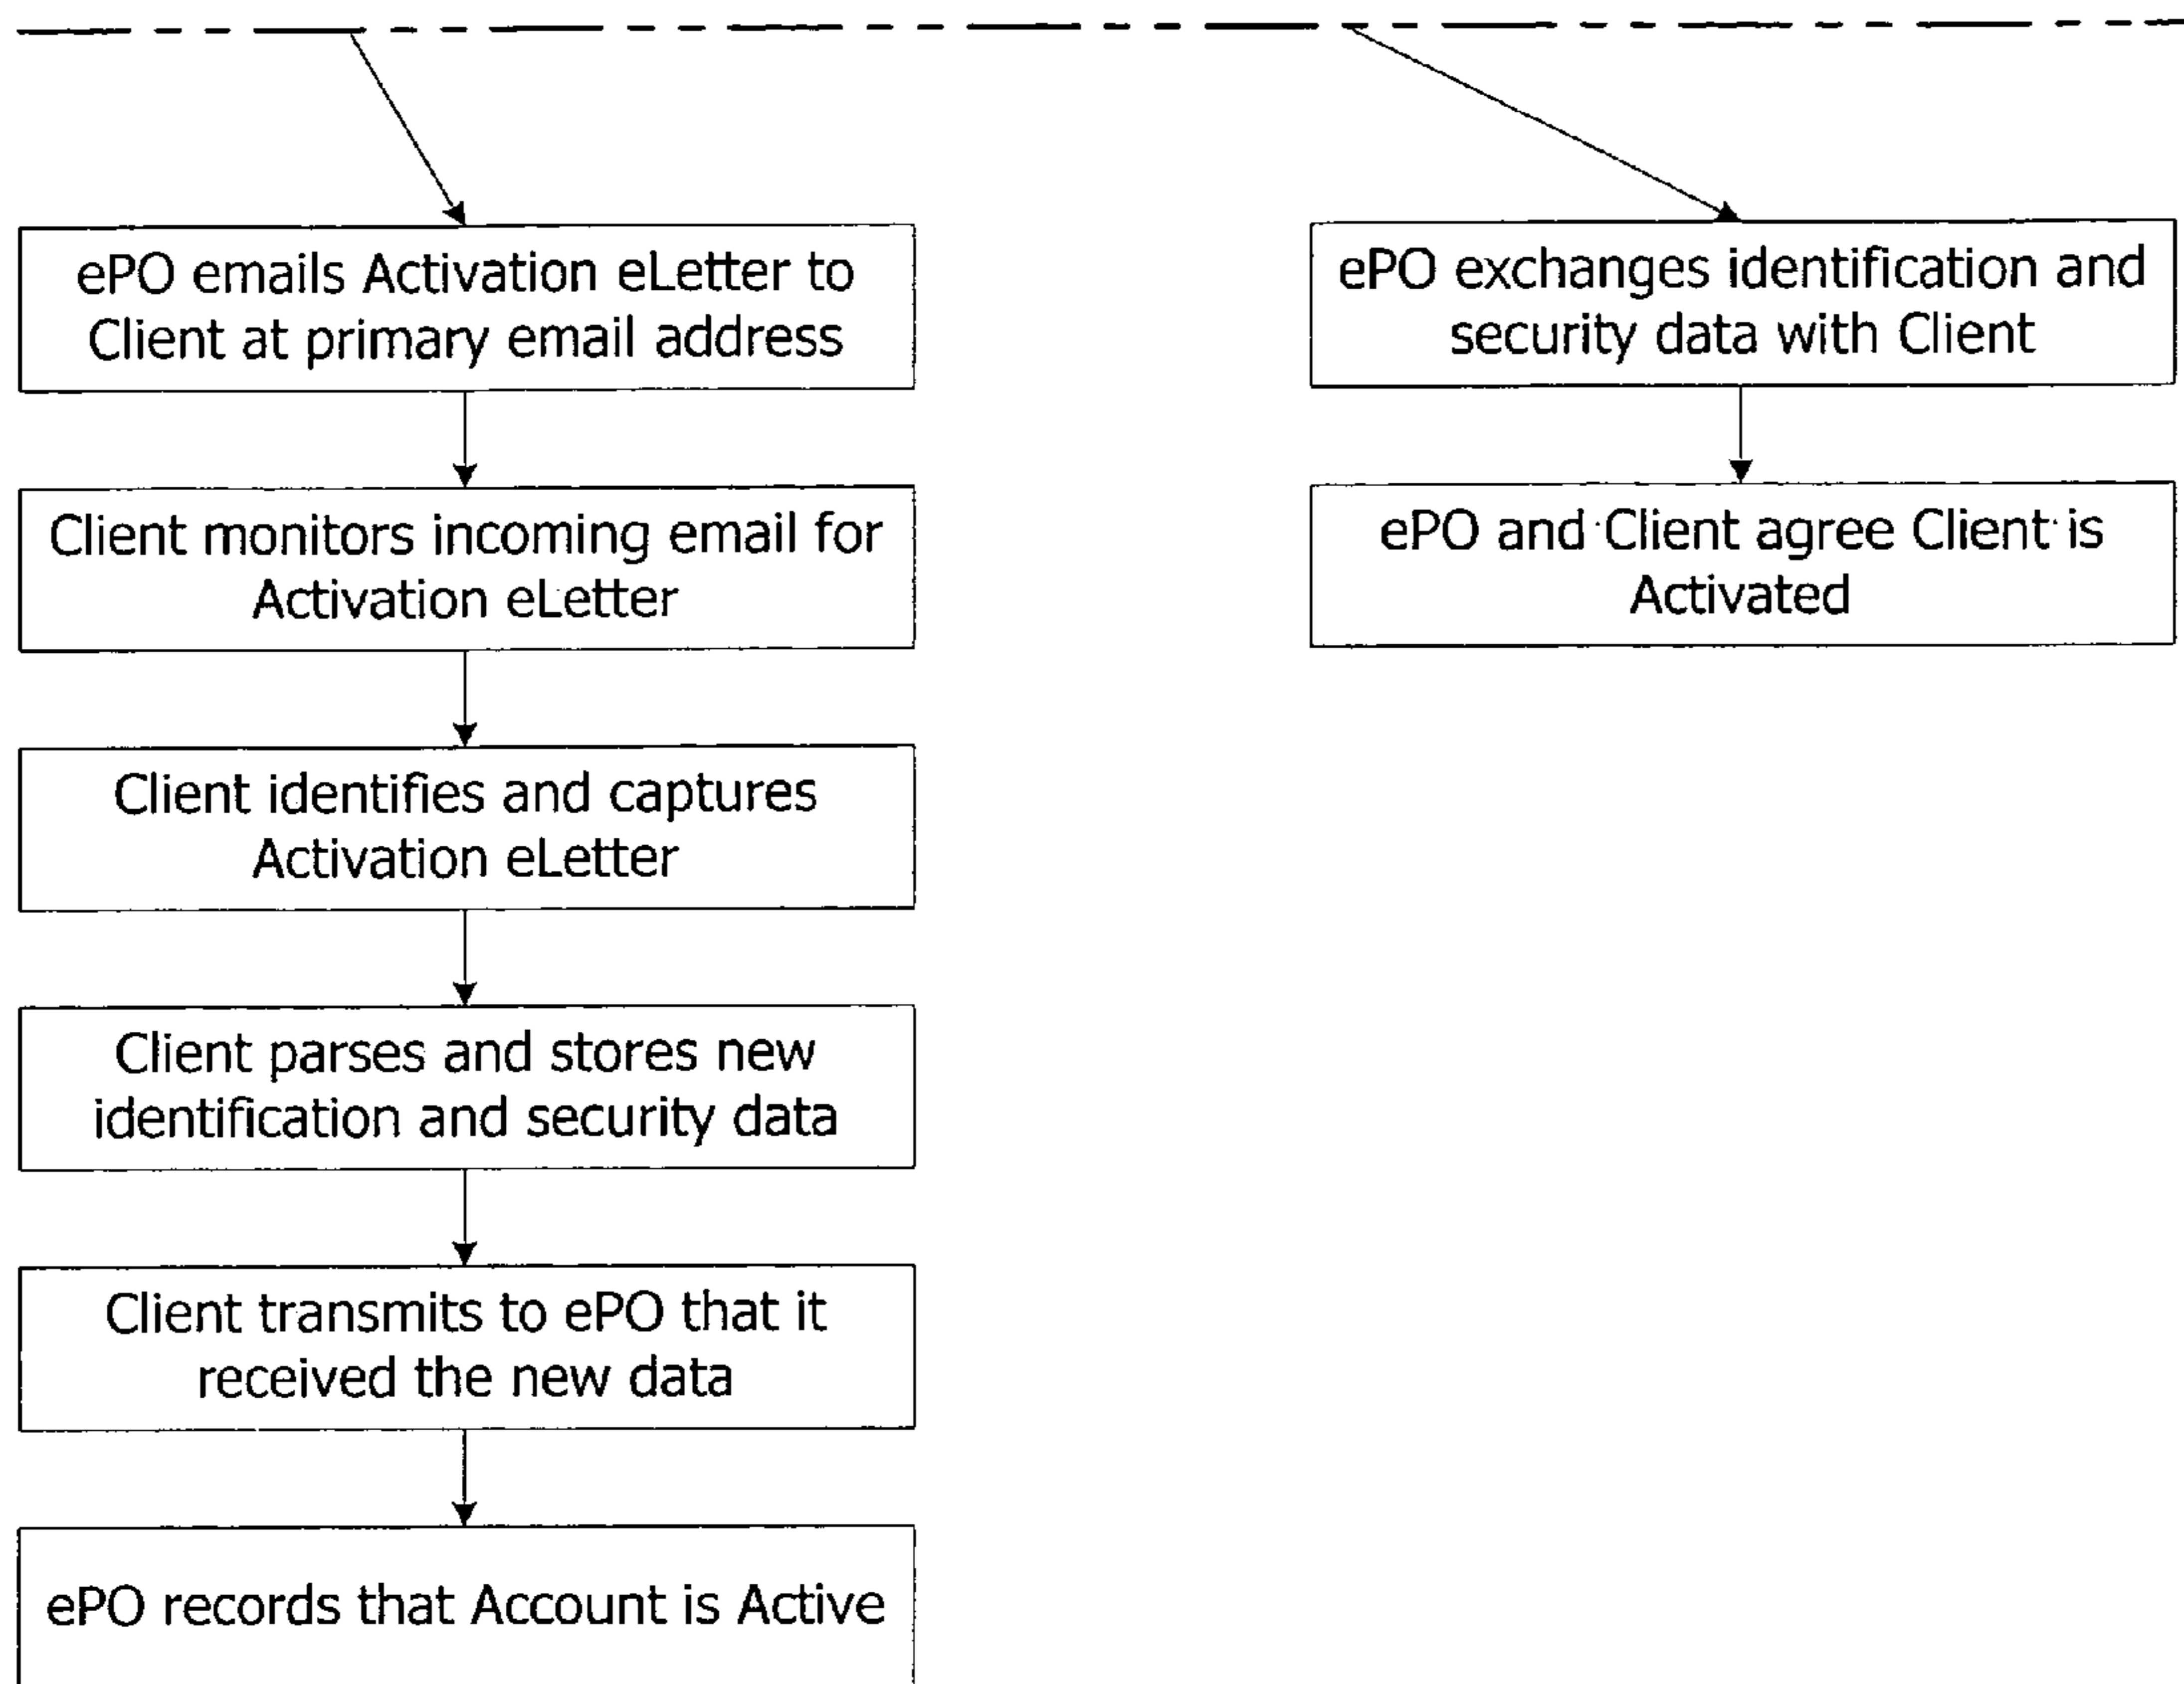 ePO emails Activation eLetter to
Client at primary email address
Client monitors incoming email for
Activation eLetter
Client identifies and captures
Activation eLetter
Client parses and stores new
identification and security data
Client transmits to ePO that it
received the new data
ePO records that Account is Active
ePO exchanges identification and
security data with Client
ePO and Client agree Client is
Activated